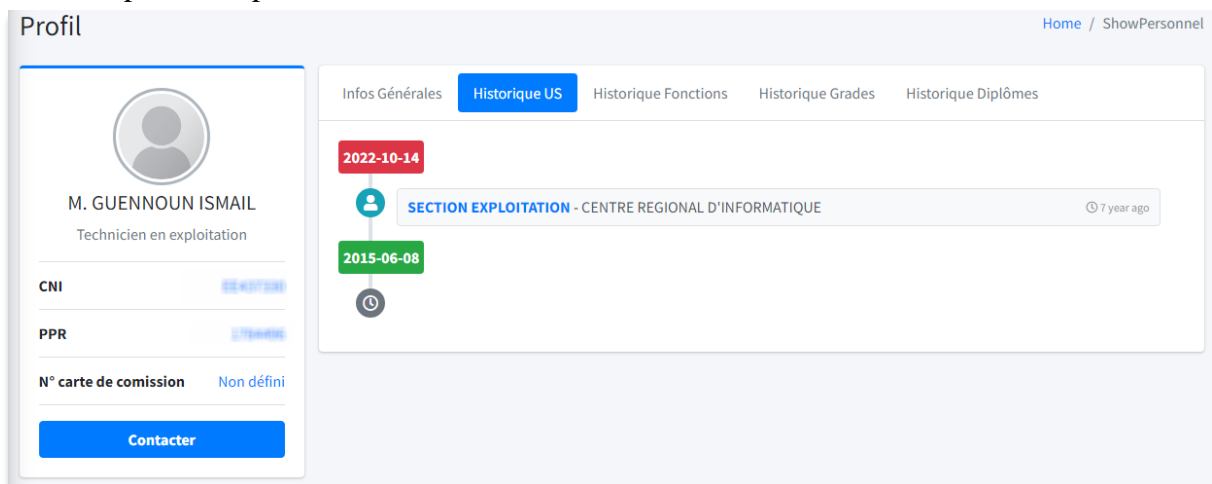 Profil
Home / ShowPersonnel
M. GUENNOUN ISMAIL
Technicien en exploitation
CNI
PPR
N° carte de comission Non défini
Contacter
Infos Générales Historique US Historique Fonctions Historique Grades Historique Diplômes
2022-10-14
SECTION EXPLOITATION - CENTRE REGIONAL D'INFORMATIQUE 7 year ago
2015-06-08